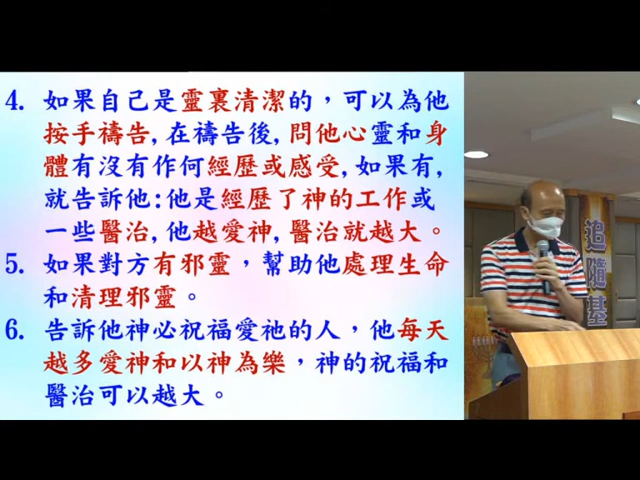 4. 如果自己是靈裏清潔的，可以為他
按手禱告，在禱告後，問他心靈和身
體有沒有作何經歷或感受，如果有，
就告訴他：他是經歷了神的工作或
一些醫治，他越愛神，醫治就越大。
5. 如果對方有邪靈，幫助他處理生命
和清理邪靈。
6. 告訴他神必祝福愛祂的人，他每天
越多愛神和以神為樂，神的祝福和
醫治可以越大。
追隨基